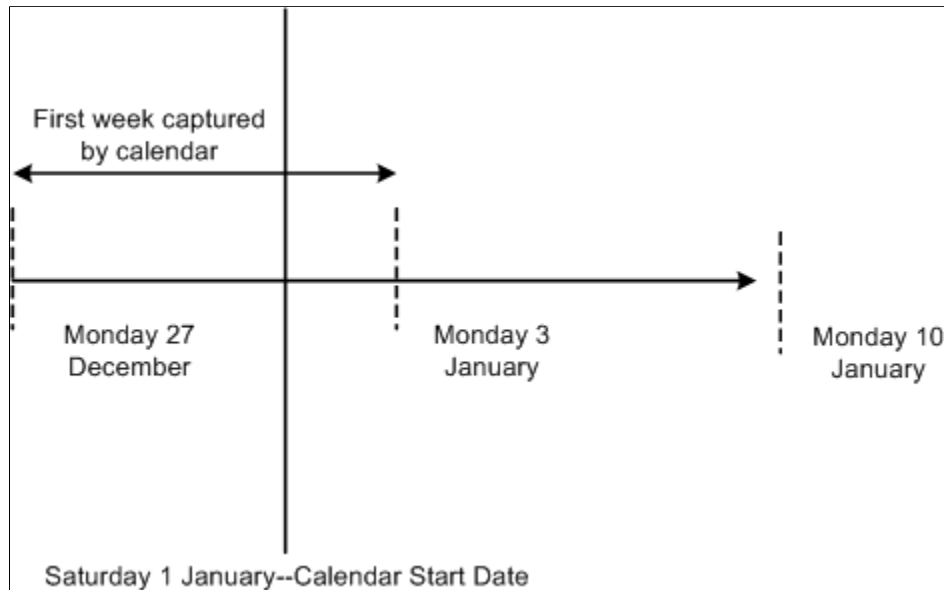 First week captured
by calendar
Monday 27
December
Monday 3
January
Monday 10
January
Saturday 1 January--Calendar Start Date